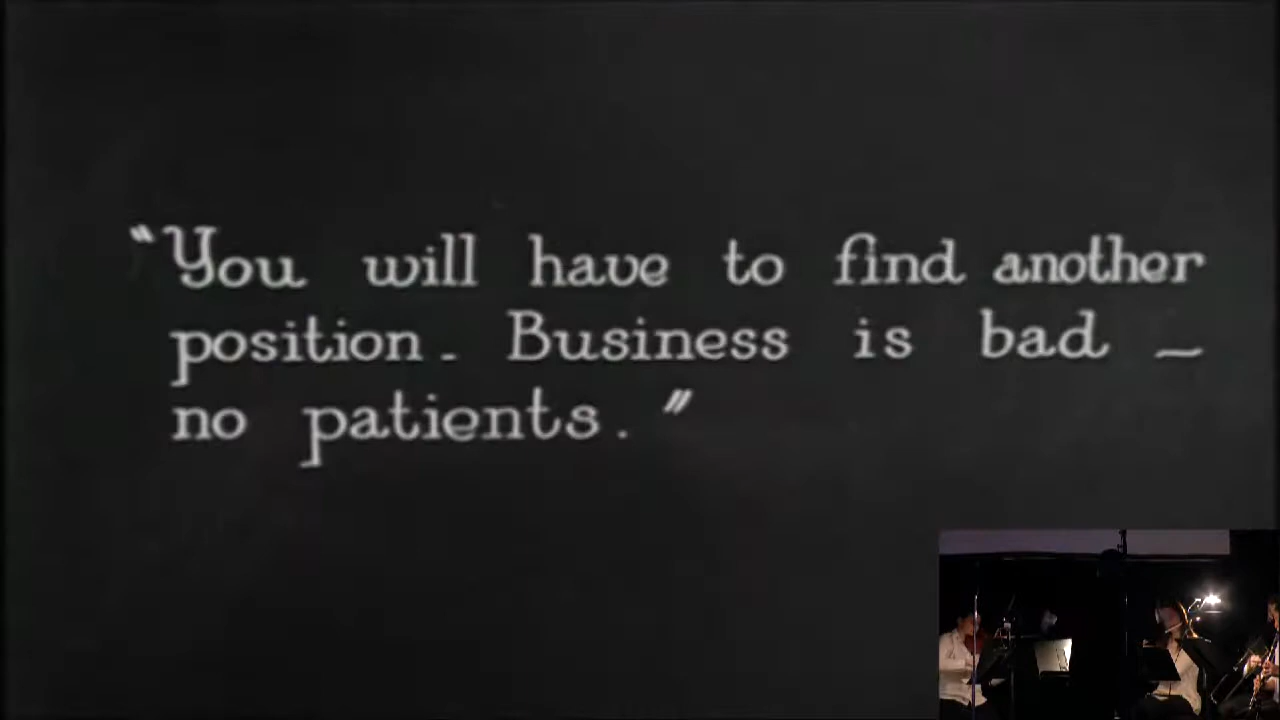 “You will have to find another
position. Business is bad —
no patients.”